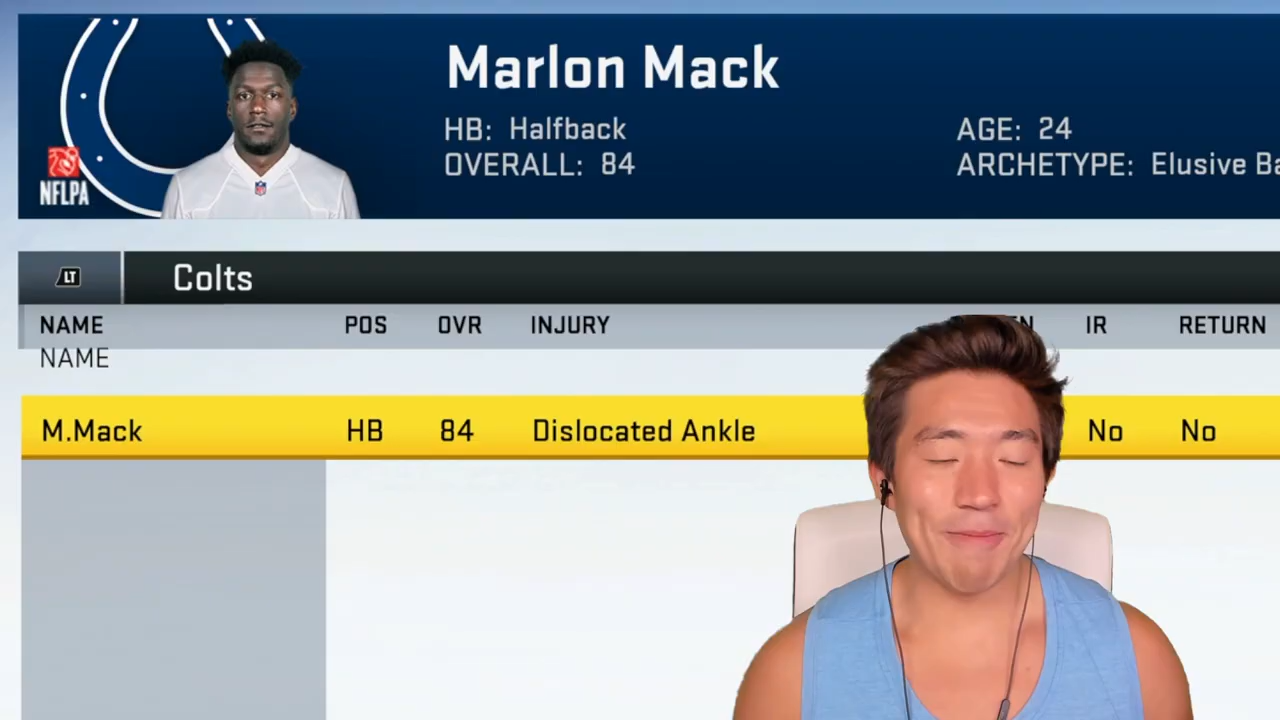 Marlon Mack
HB: Halfback
AGE: 24
OVERALL: 84
ARCHETYPE: Elusive
NFLPA
LT Colts
NAME POS OVR INJURY IR RETURN
NAME
M.Mack HB 84 Dislocated Ankle No No